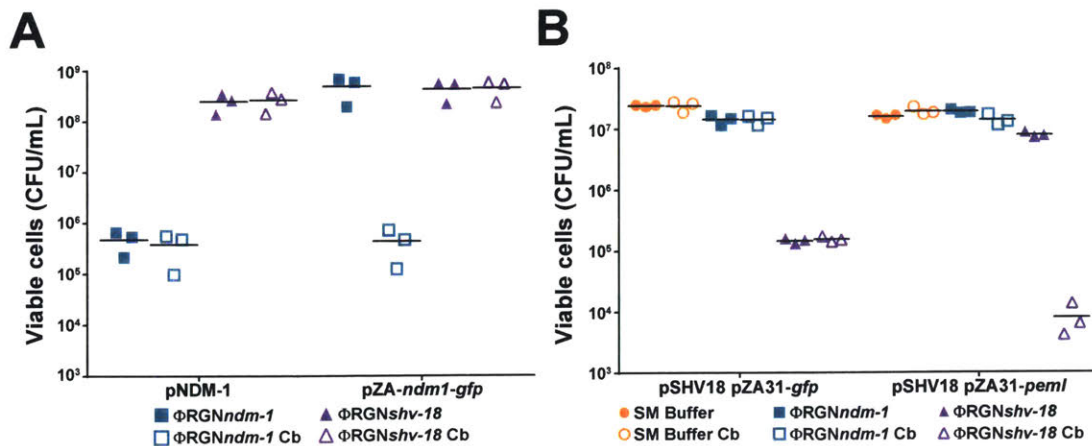 A
Viable cells (CFU/mL)
10⁹
10⁸
10⁷
10⁶
10⁵
10⁴
10³
pNDM-1
pZA-ndm1-gfp
ΦRGNndm-1
ΦRGNshv-18
ΦRGNndm-1 Cb
ΦRGNshv-18 Cb
B
Viable cells (CFU/mL)
10⁸
10⁷
10⁶
10⁵
10⁴
10³
pSHV18 pZA31-gfp
pSHV18 pZA31-pemI
SM Buffer
ΦRGNndm-1
ΦRGNshv-18
SM Buffer Cb
ΦRGNndm-1 Cb
ΦRGNshv-18 Cb